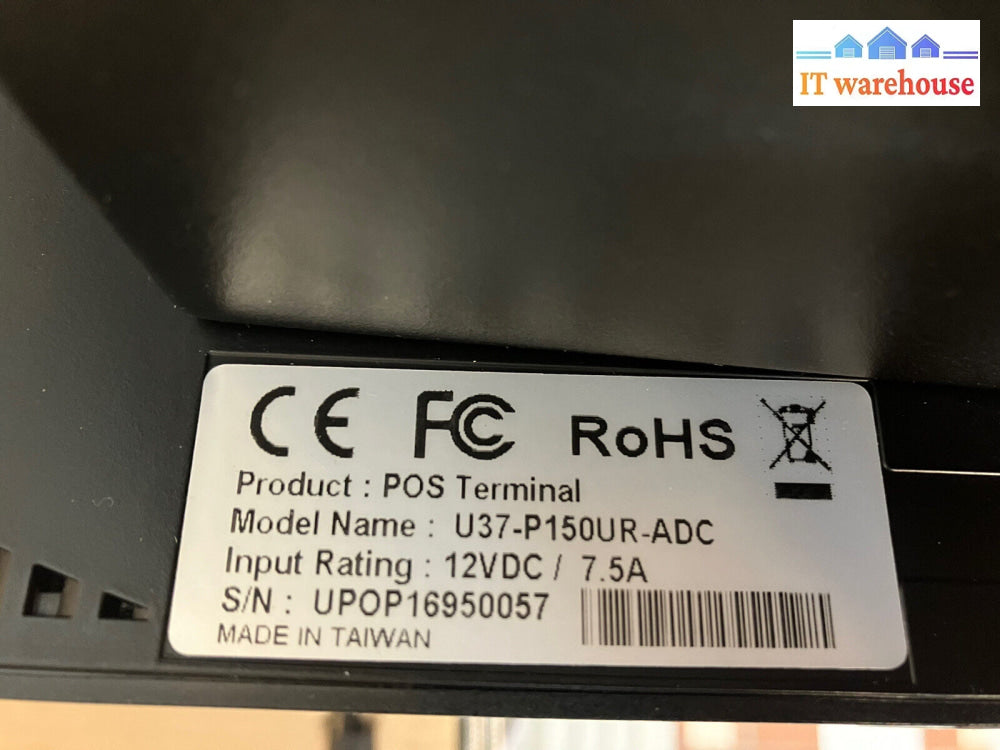 IT warehouse
CE FC RoHS
Product : POS Terminal
Model Name : U37-P150UR-ADC
Input Rating : 12VDC / 7.5A
S/N : UPOP16950057
MADE IN TAIWAN